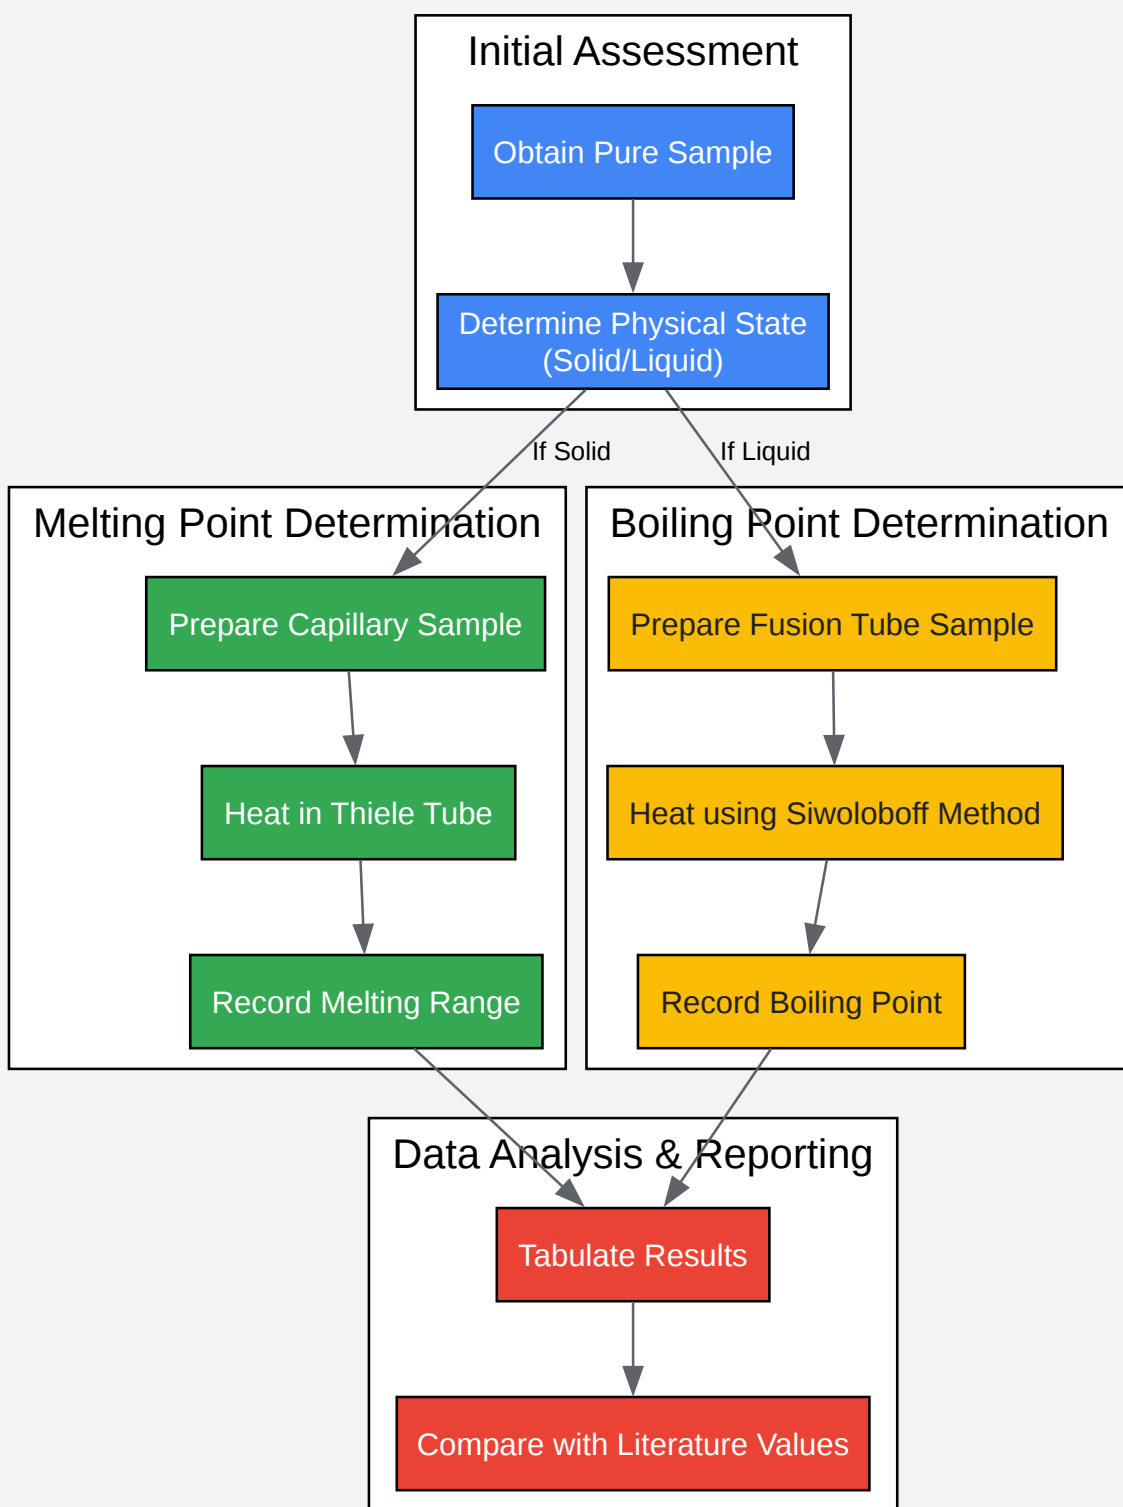 Initial Assessment
Obtain Pure Sample
Determine Physical State
(Solid/Liquid)
If Solid
If Liquid
Melting Point Determination
Prepare Capillary Sample
Heat in Thiele Tube
Record Melting Range
Boiling Point Determination
Prepare Fusion Tube Sample
Heat using Siwoloboff Method
Record Boiling Point
Data Analysis & Reporting
Tabulate Results
Compare with Literature Values